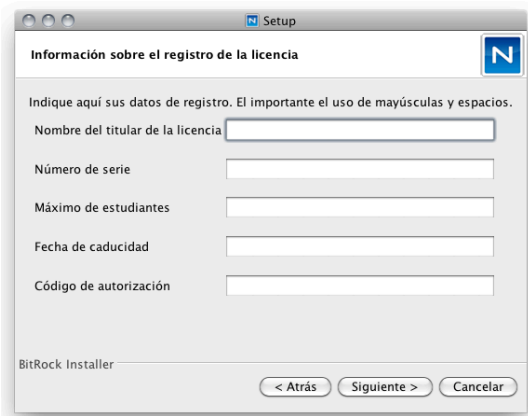 Setup
Información sobre el registro de la licencia
N
Indique aquí sus datos de registro. El importante el uso de mayúsculas y espacios.
Nombre del titular de la licencia
Número de serie
Máximo de estudiantes
Fecha de caducidad
Código de autorización
BitRock Installer
< Atrás
Siguiente >
Cancelar